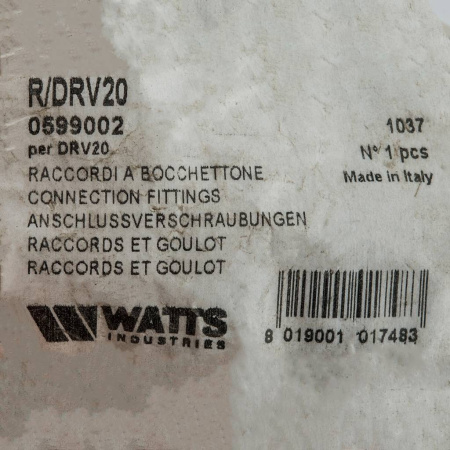 R/DRV20
0599002
1037
per DRV20
N° 1 pcs
RACCORDI A BOCCHETTONE
Made in Italy
CONNECTION FITTINGS
ANSCHLUSSVERSCHRAUBUNGEN
RACCORDS ET GOULOT
RACCORDS ET GOULOT
WATTS
INDUSTRIES
8 019001 017483